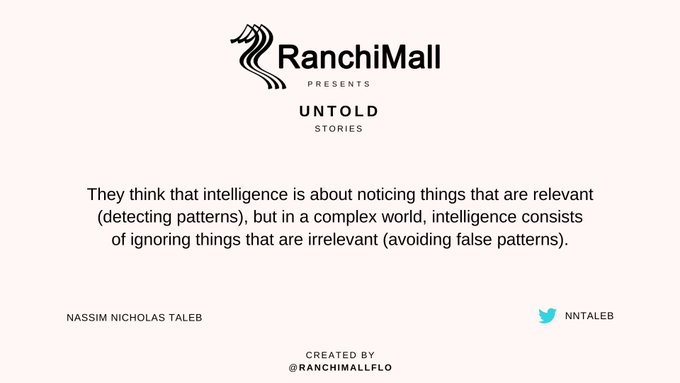 RanchiMall
PRESENTS
UNTOLD
STORIES
They think that intelligence is about noticing things that are relevant
(detecting patterns), but in a complex world, intelligence consists
of ignoring things that are irrelevant (avoiding false patterns).
NASSIM NICHOLAS TALEB
NNTALEB
CREATED BY
@RANCHIMALLFLO